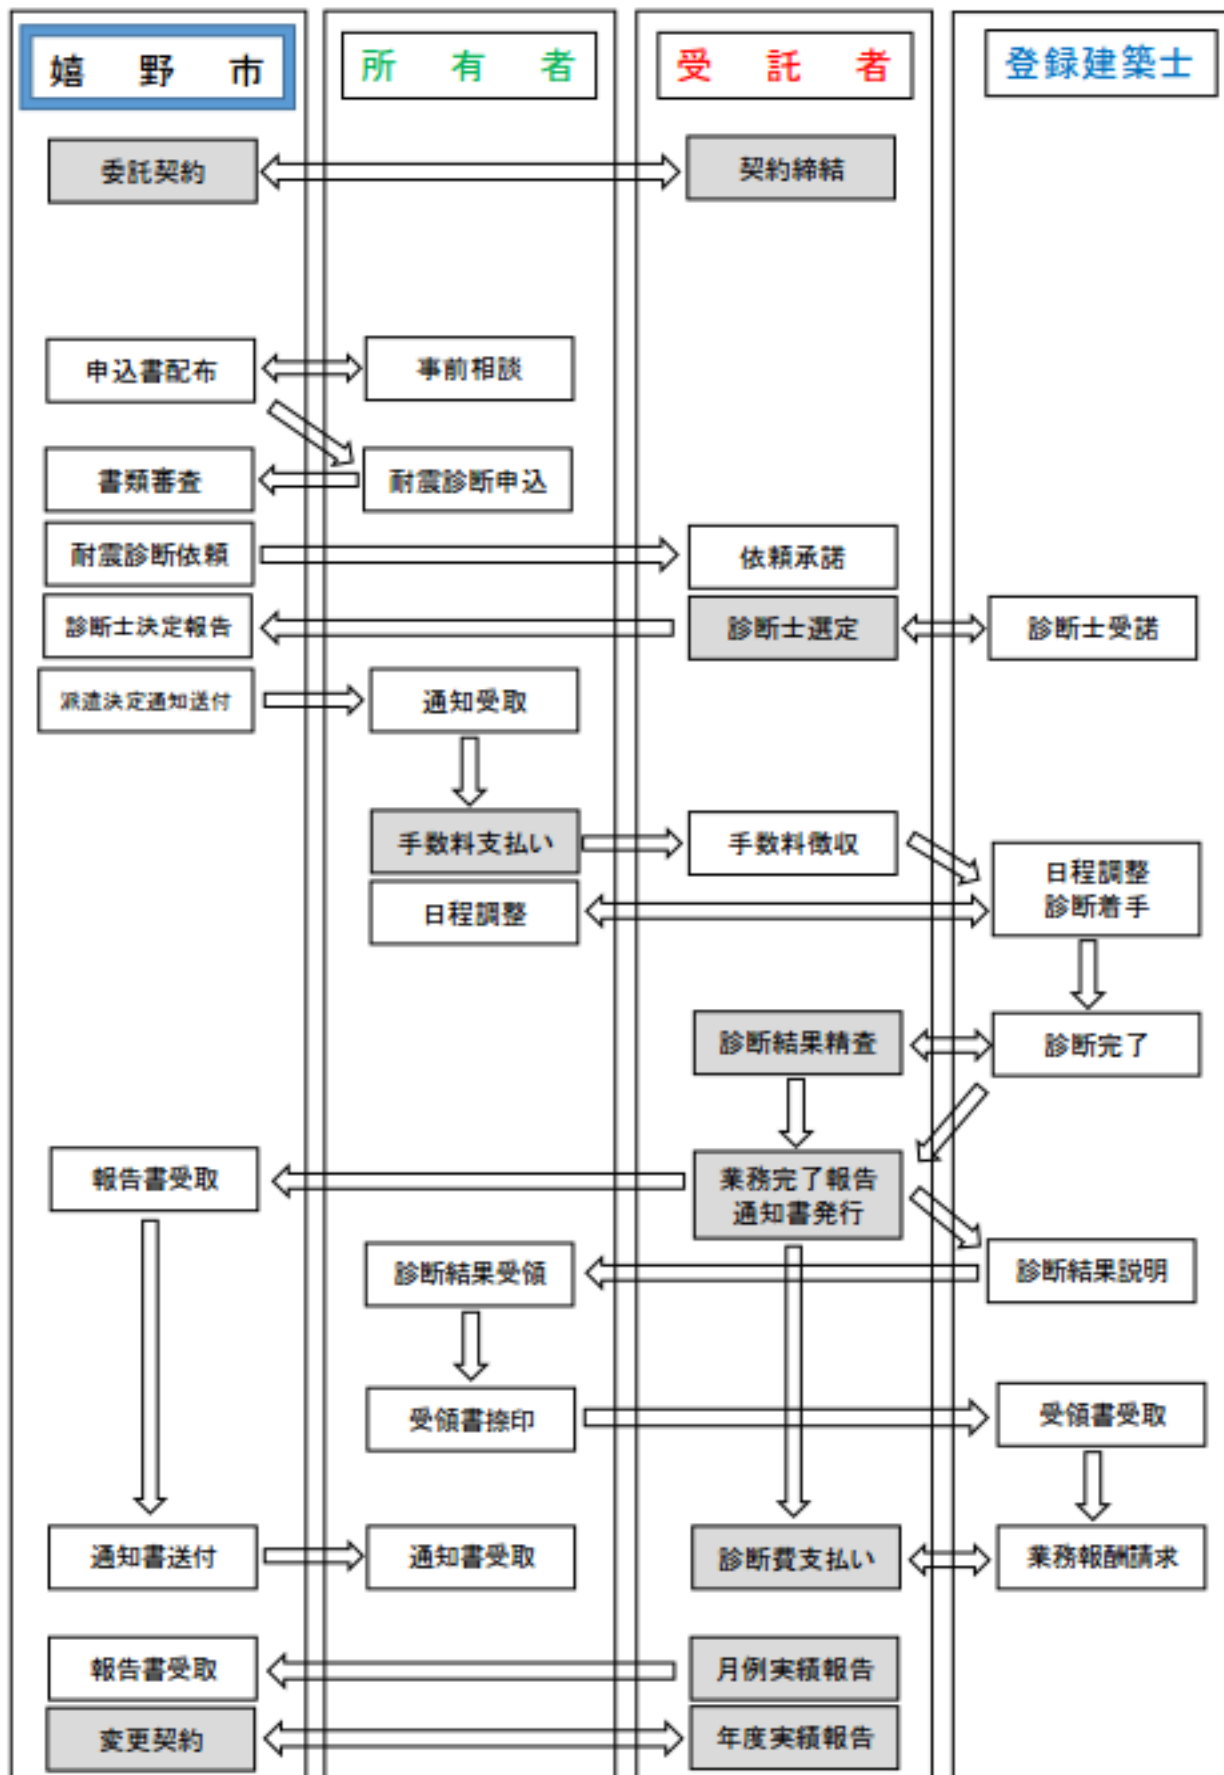 嬉野市
所有者
受託者
登録建築士
委託契約
契約締結
申込書配布
事前相談
書類審査
耐震診断申込
耐震診断依頼
依頼承諾
診断士決定報告
診断士選定
診断士受諾
派遣決定通知送付
通知受取
手数料支払い
手数料徴収
日程調整
診断着手
日程調整
診断結果精査
診断完了
報告書受取
業務完了報告
通知書発行
診断結果受領
診断結果説明
受領書捺印
受領書受取
通知書送付
通知書受取
診断費支払い
業務報酬請求
報告書受取
月例実績報告
変更契約
年度実績報告